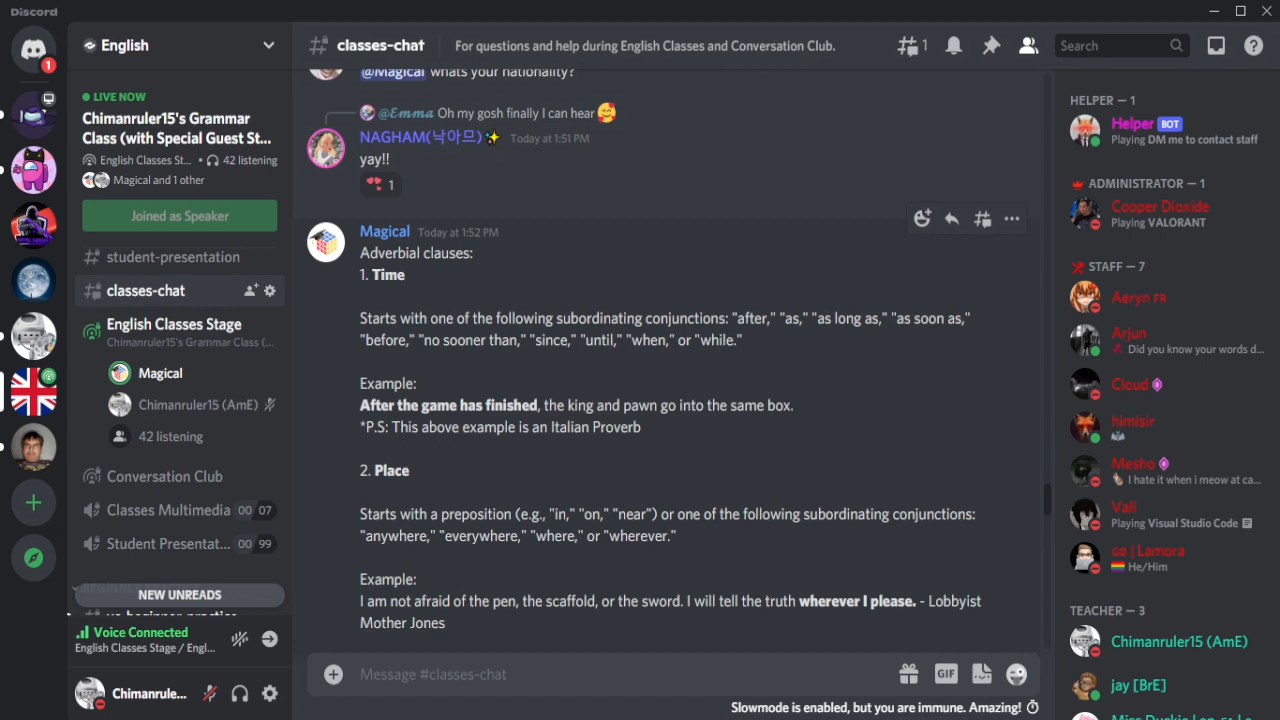 Discord
1
English
LIVE NOW
Chimanruler15's Grammar
Class (with Special Guest St...
English Classes St... • 42 listening
Magical and 1 other
Joined as Speaker
student-presentation
classes-chat
English Classes Stage
Chimanruler15's Grammar Class (...
Magical
Chimanruler15 (AmE)
42 listening
Conversation Club
Classes Multimedia 00 07
Student Presentat... 00 99
NEW UNREADS
Voice Connected
English Classes Stage / Engl...
Chimanrule...
classes-chat
For questions and help during English Classes and Conversation Club.
1
Search
@Magical whats your nationality?
@Emma Oh my gosh finally I can hear 🥰
NAGHAM(낙아므)✨ Today at 1:51 PM
yay!!
1
Magical Today at 1:52 PM
Adverbial clauses:
1. Time
Starts with one of the following subordinating conjunctions: "after," "as," "as long as," "as soon as,"
"before," "no sooner than," "since," "until," "when," or "while."
Example:
After the game has finished, the king and pawn go into the same box.
*P.S: This above example is an Italian Proverb
2. Place
Starts with a preposition (e.g., "in," "on," "near") or one of the following subordinating conjunctions:
"anywhere," "everywhere," "where," or "wherever."
Example:
I am not afraid of the pen, the scaffold, or the sword. I will tell the truth wherever I please. - Lobbyist
Mother Jones
Message #classes-chat
GIF
Slowmode is enabled, but you are immune. Amazing!
HELPER — 1
Helper BOT
Playing DM me to contact staff
ADMINISTRATOR — 1
Cooper Dioxide
Playing VALORANT
STAFF — 7
Aeryn FR
Arjun
Did you know your words d...
Cloud
himisir
Mesho
I hate it when i meow at ca...
Vali
Playing Visual Studio Code
He/Him
TEACHER — 3
Chimanruler15 (AmE)
jay [BrE]